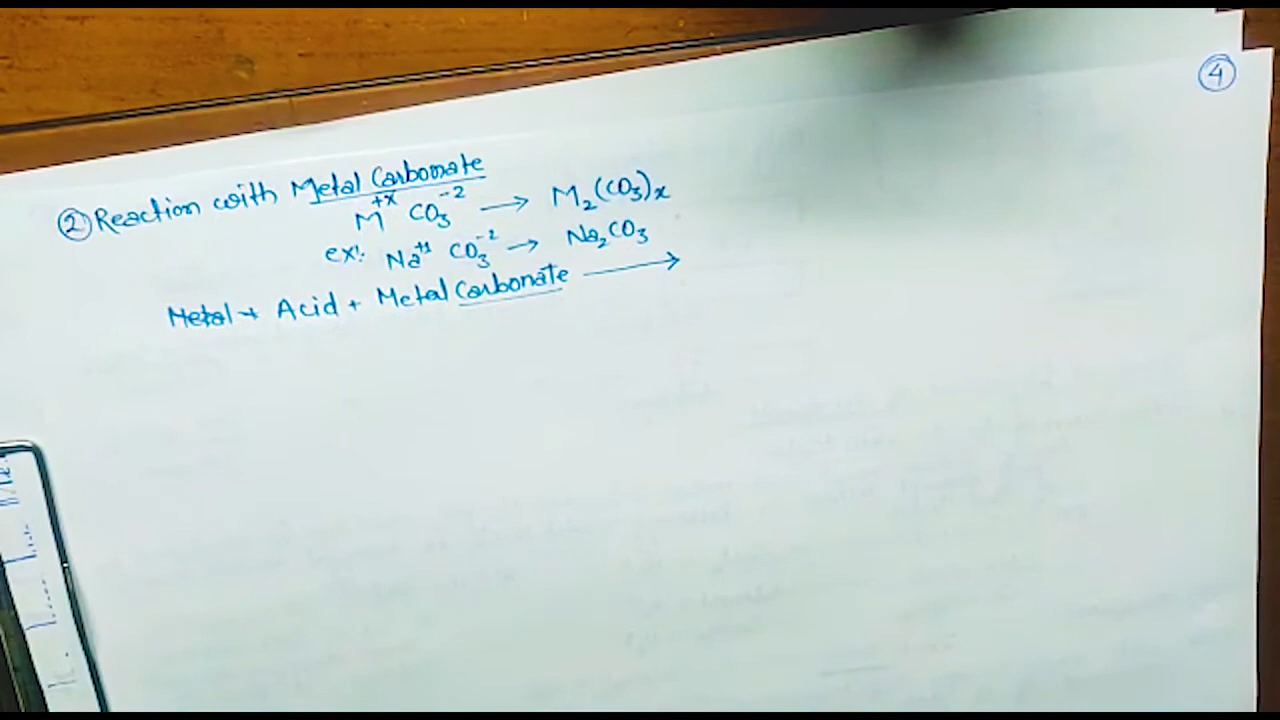 ④
② Reaction with Metal Carbonate
M⁺ˣ CO₃⁻² → M₂(CO₃)ₓ
ex:- Na⁺¹ CO₃⁻² → Na₂CO₃
Metal + Acid + Metal Carbonate →